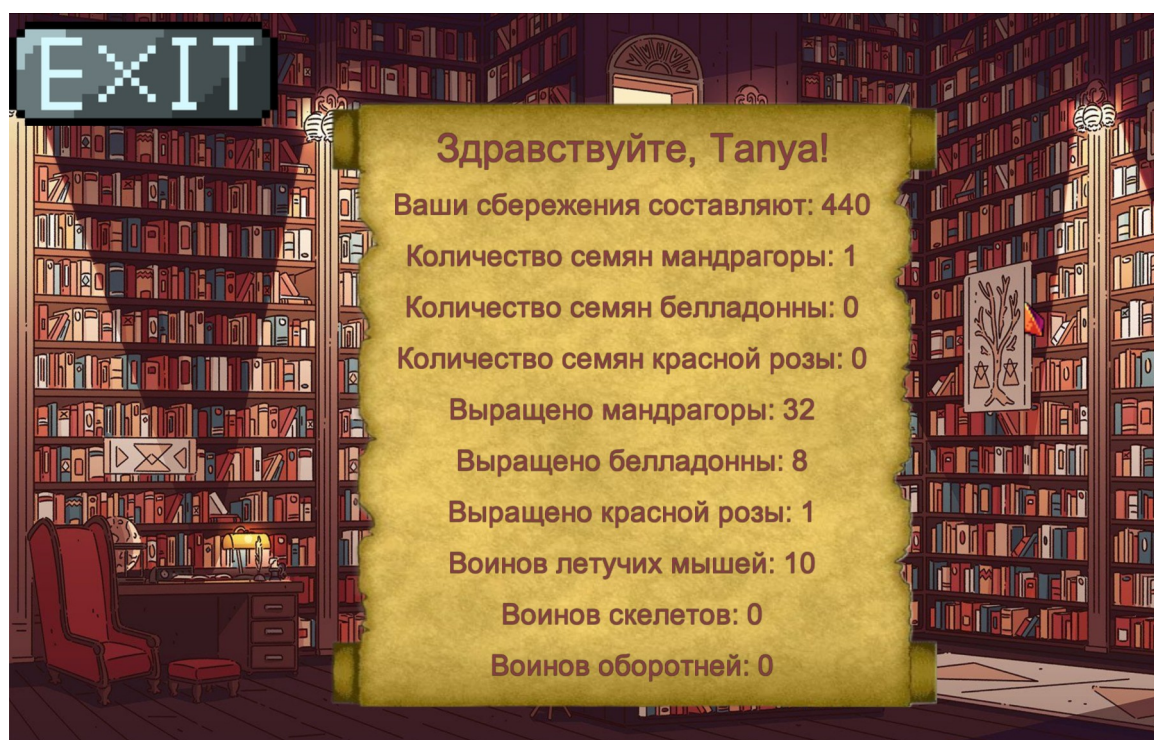 EXIT
Здравствуйте, Tanya!
Ваши сбережения составляют: 440
Количество семян мандрагоры: 1
Количество семян белладонны: 0
Количество семян красной розы: 0
Выращено мандрагоры: 32
Выращено белладонны: 8
Выращено красной розы: 1
Воинов летучих мышей: 10
Воинов скелетов: 0
Воинов оборотней: 0